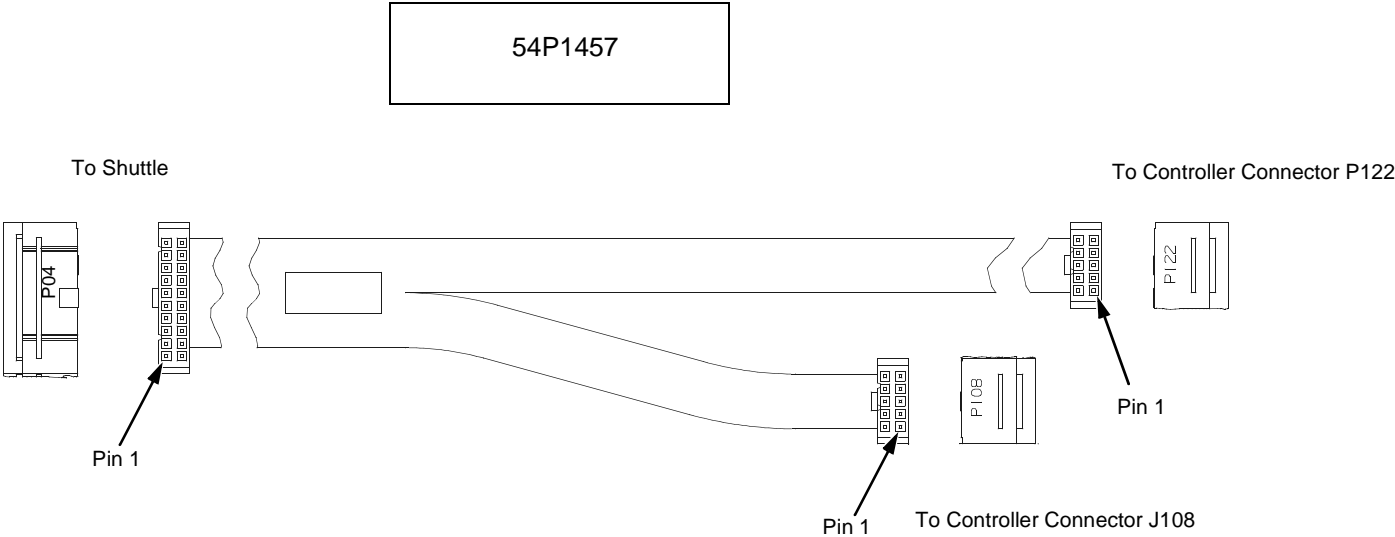 54P1457
To Shuttle
To Controller Connector P122
P04
P122
Pin 1
P108
Pin 1
Pin 1
To Controller Connector J108